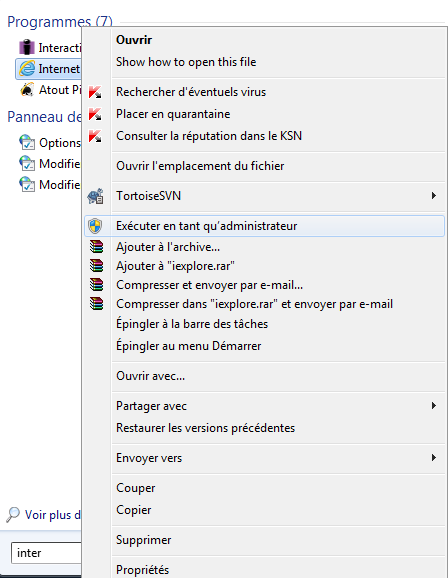 Programmes (7)
Interacti
Internet
Atout Pi
Panneau de
Options
Modifie
Modifie
Voir plus d
inter
Ouvrir
Show how to open this file
Rechercher d'éventuels virus
Placer en quarantaine
Consulter la réputation dans le KSN
Ouvrir l'emplacement du fichier
TortoiseSVN
Exécuter en tant qu'administrateur
Ajouter à l'archive...
Ajouter à "iexplore.rar"
Compresser et envoyer par e-mail...
Compresser dans "iexplore.rar" et envoyer par e-mail
Épingler à la barre des tâches
Épingler au menu Démarrer
Ouvrir avec...
Partager avec
Restaurer les versions précédentes
Envoyer vers
Couper
Copier
Supprimer
Propriétés